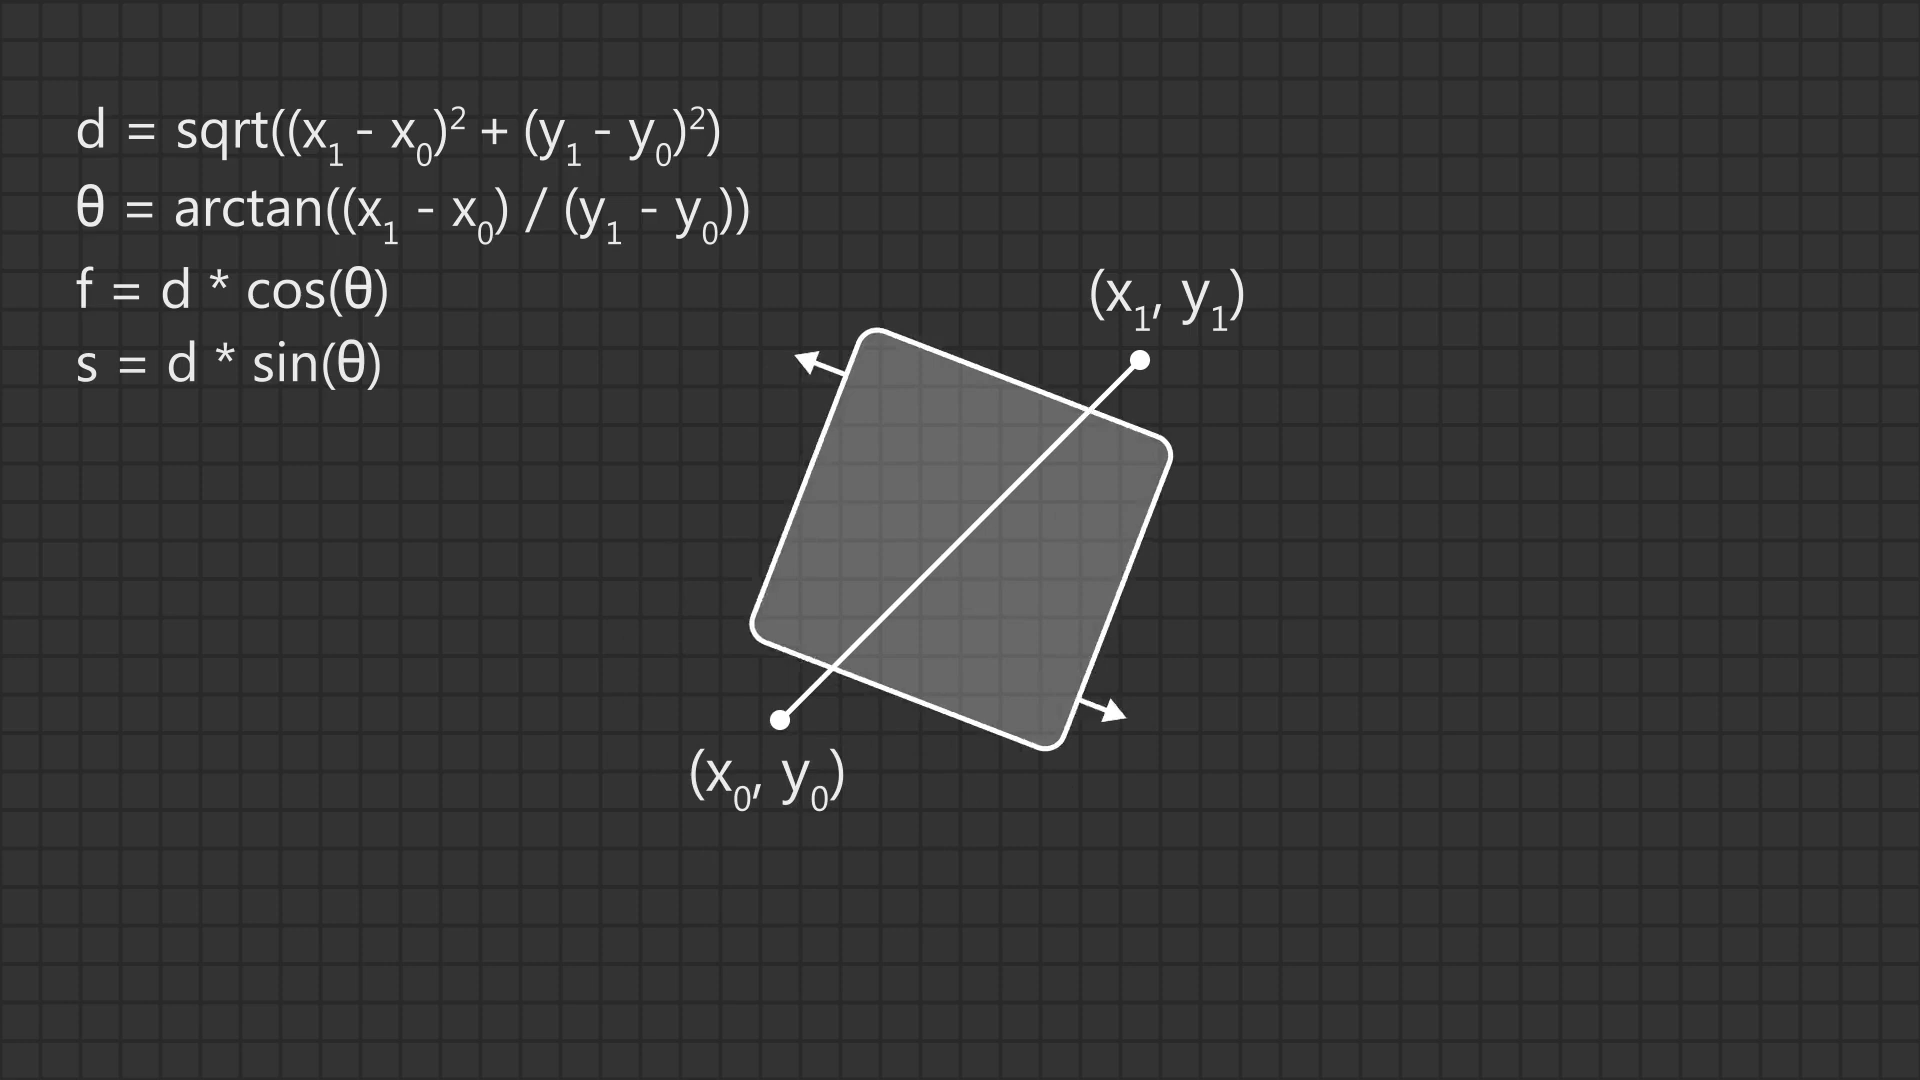 d = sqrt((x₁ - x₀)² + (y₁ - y₀)²)
θ = arctan((x₁ - x₀) / (y₁ - y₀))
f = d * cos(θ)
s = d * sin(θ)
(x₁, y₁)
(x₀, y₀)